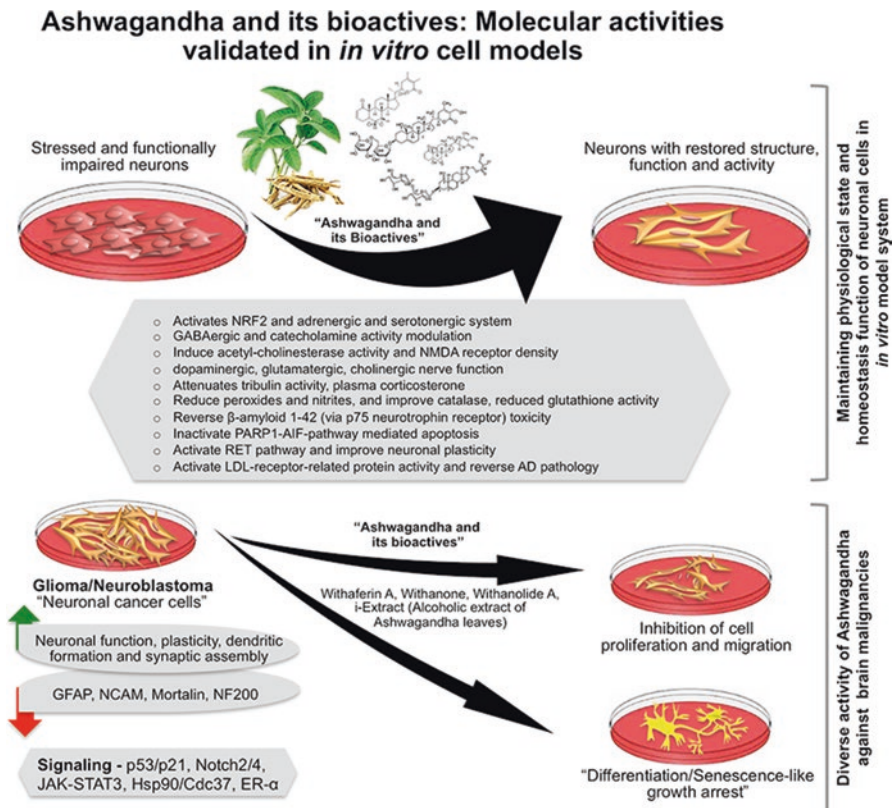 Ashwagandha and its bioactives: Molecular activities
validated in in vitro cell models
Stressed and functionally
impaired neurons
"Ashwagandha and
its Bioactives"
Neurons with restored structure,
function and activity
Activates NRF2 and adrenergic and serotonergic system
GABAergic and catecholamine activity modulation
Induce acetyl-cholinesterase activity and NMDA receptor density
dopaminergic, glutamatergic, cholinergic nerve function
Attenuates tribulin activity, plasma corticosterone
Reduce peroxides and nitrites, and improve catalase, reduced glutathione activity
Reverse β-amyloid 1-42 (via p75 neurotrophin receptor) toxicity
Inactivate PARP1-AIF-pathway mediated apoptosis
Activate RET pathway and improve neuronal plasticity
Activate LDL-receptor-related protein activity and reverse AD pathology
Maintaining physiological state and
homeostasis function of neuronal cells in
in vitro model system
Glioma/Neuroblastoma
"Neuronal cancer cells"
Neuronal function, plasticity, dendritic
formation and synaptic assembly
GFAP, NCAM, Mortalin, NF200
Signaling - p53/p21, Notch2/4,
JAK-STAT3, Hsp90/Cdc37, ER-α
"Ashwagandha and
its bioactives"
Withaferin A, Withanone, Withanolide A,
i-Extract (Alcoholic extract of
Ashwagandha leaves)
Inhibition of cell
proliferation and migration
"Differentiation/Senescence-like
growth arrest"
Diverse activity of Ashwagandha
against brain malignancies